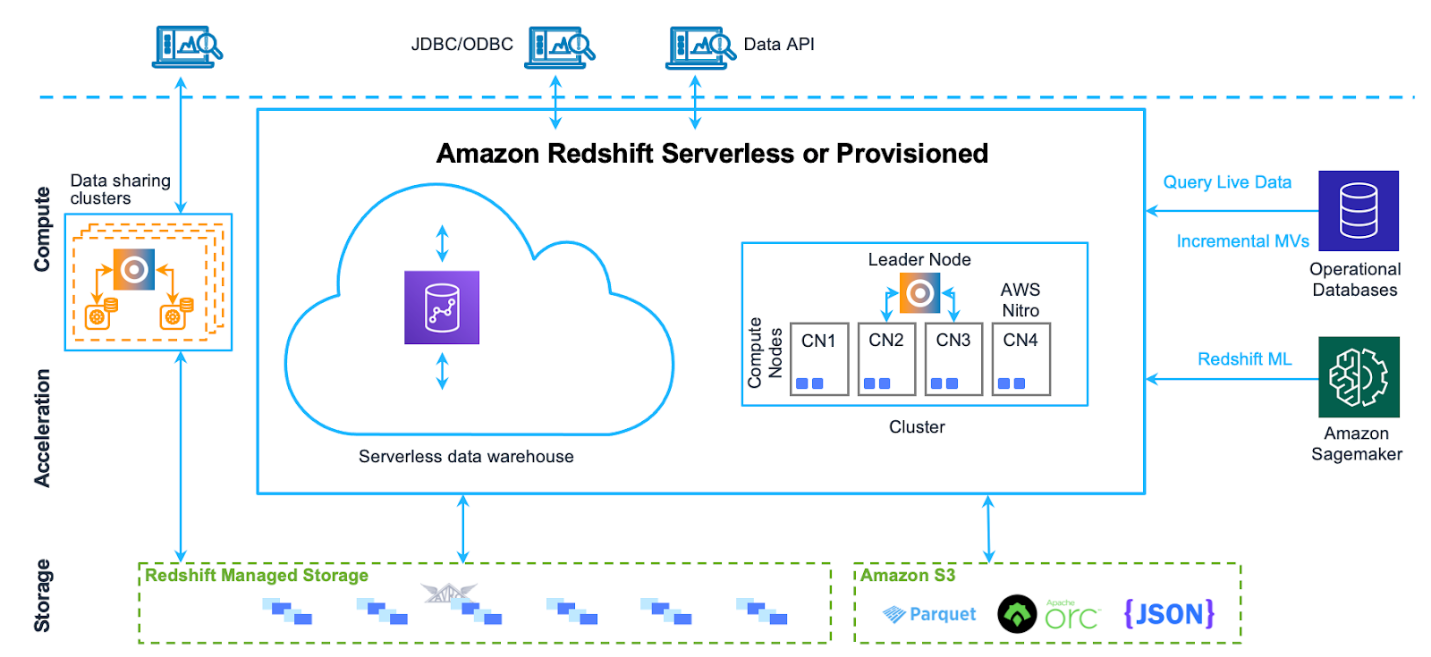 JDBC/ODBC
Data API
Amazon Redshift Serverless or Provisioned
Compute
Data sharing
clusters
Query Live Data
Incremental MVs
Operational
Databases
Leader Node
AWS
Nitro
Compute
Nodes
CN1
CN2
CN3
CN4
Cluster
Serverless data warehouse
Acceleration
Redshift ML
Amazon
Sagemaker
Storage
Redshift Managed Storage
Amazon S3
Parquet
Apache
orc
{JSON}